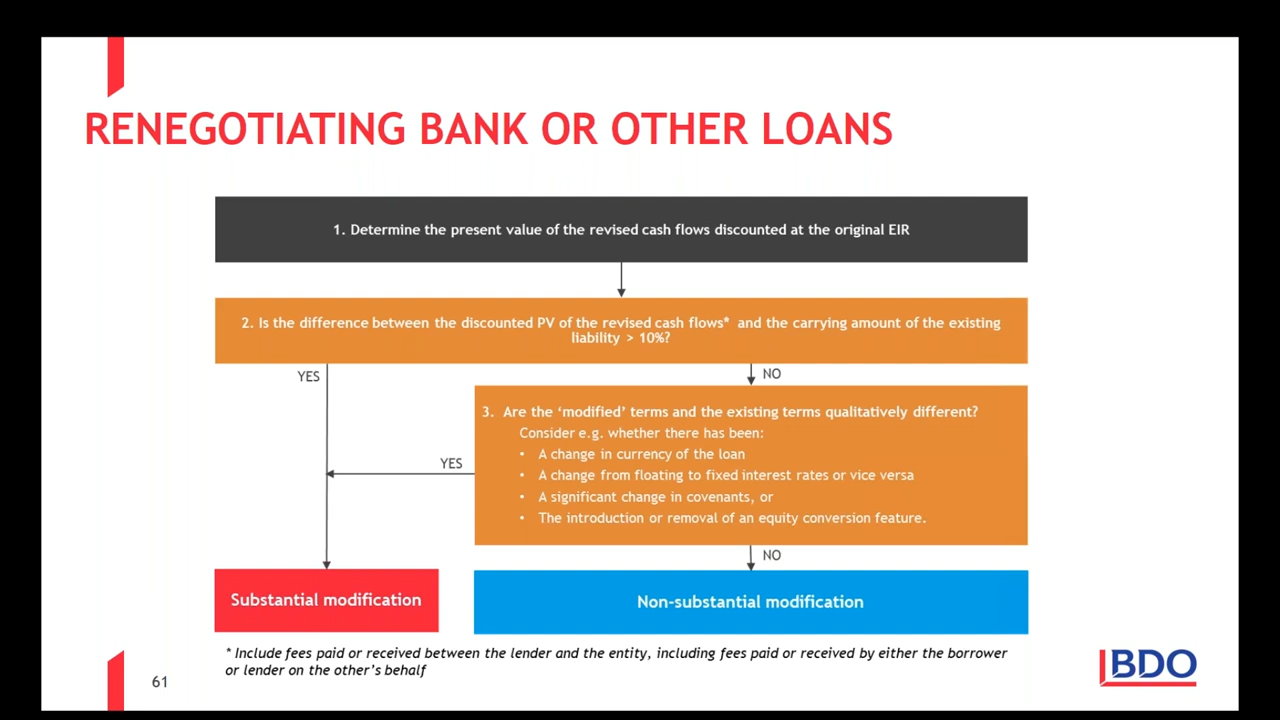 RENEGOTIATING BANK OR OTHER LOANS
1. Determine the present value of the revised cash flows discounted at the original EIR
2. Is the difference between the discounted PV of the revised cash flows* and the carrying amount of the existing
liability > 10%?
YES
NO
3. Are the ‘modified’ terms and the existing terms qualitatively different?
Consider e.g. whether there has been:
• A change in currency of the loan
• A change from floating to fixed interest rates or vice versa
• A significant change in covenants, or
• The introduction or removal of an equity conversion feature.
YES
NO
Substantial modification
Non-substantial modification
* Include fees paid or received between the lender and the entity, including fees paid or received by either the borrower
or lender on the other’s behalf
61
BDO